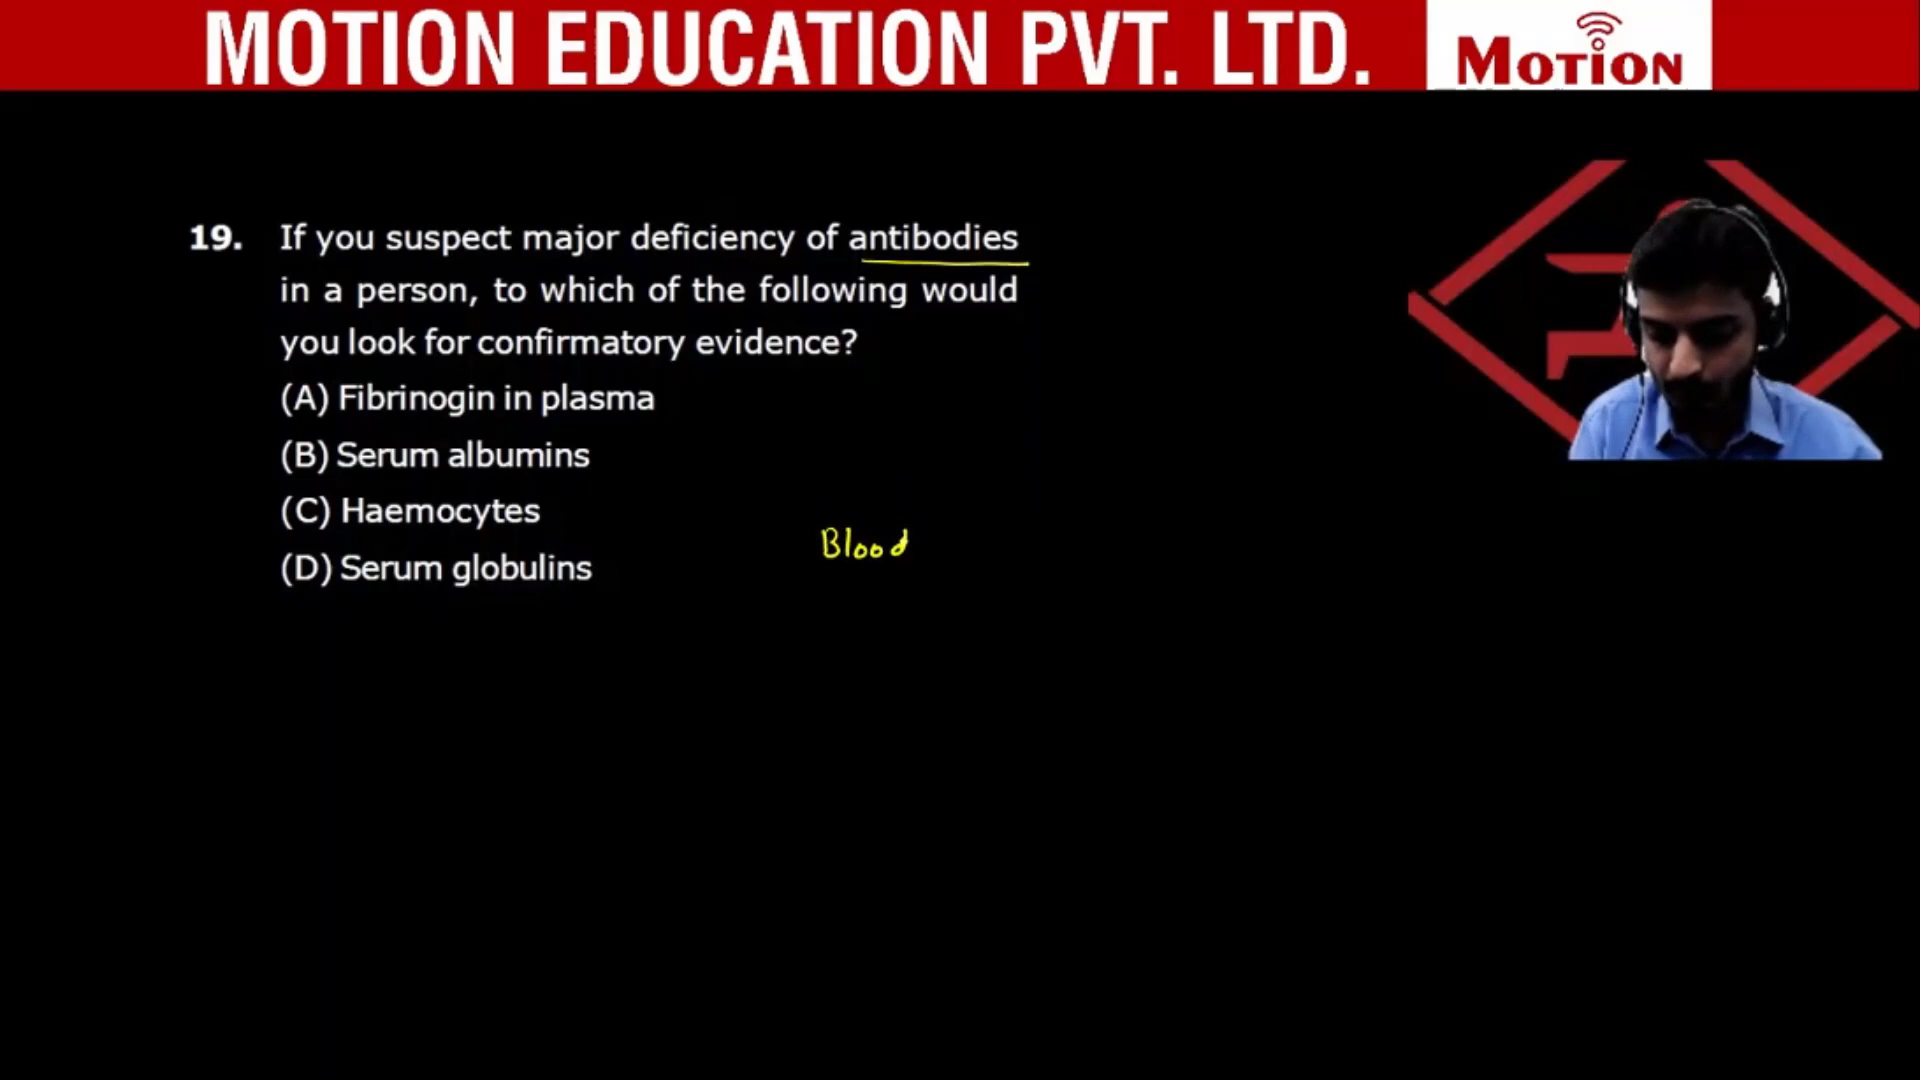 MOTION EDUCATION PVT. LTD.
MOTION
19. If you suspect major deficiency of antibodies
in a person, to which of the following would
you look for confirmatory evidence?
(A) Fibrinogin in plasma
(B) Serum albumins
(C) Haemocytes
Blood
(D) Serum globulins